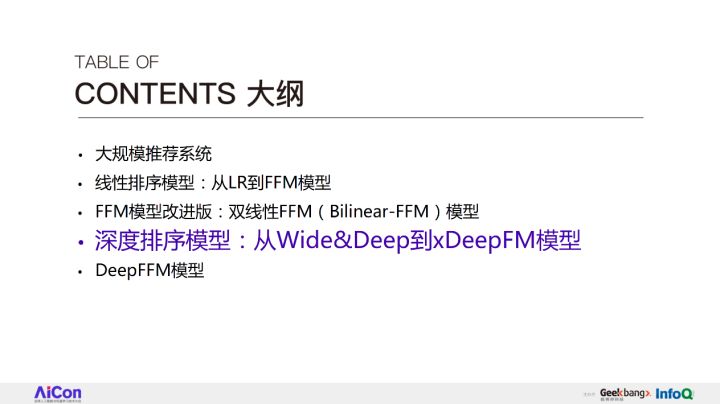 TABLE OF
CONTENTS 大纲
• 大规模推荐系统
• 线性排序模型：从LR到FFM模型
• FFM模型改进版：双线性FFM（Bilinear-FFM）模型
• 深度排序模型：从Wide&Deep到xDeepFM模型
• DeepFFM模型
AiCon
Geekbang>.
InfoQ